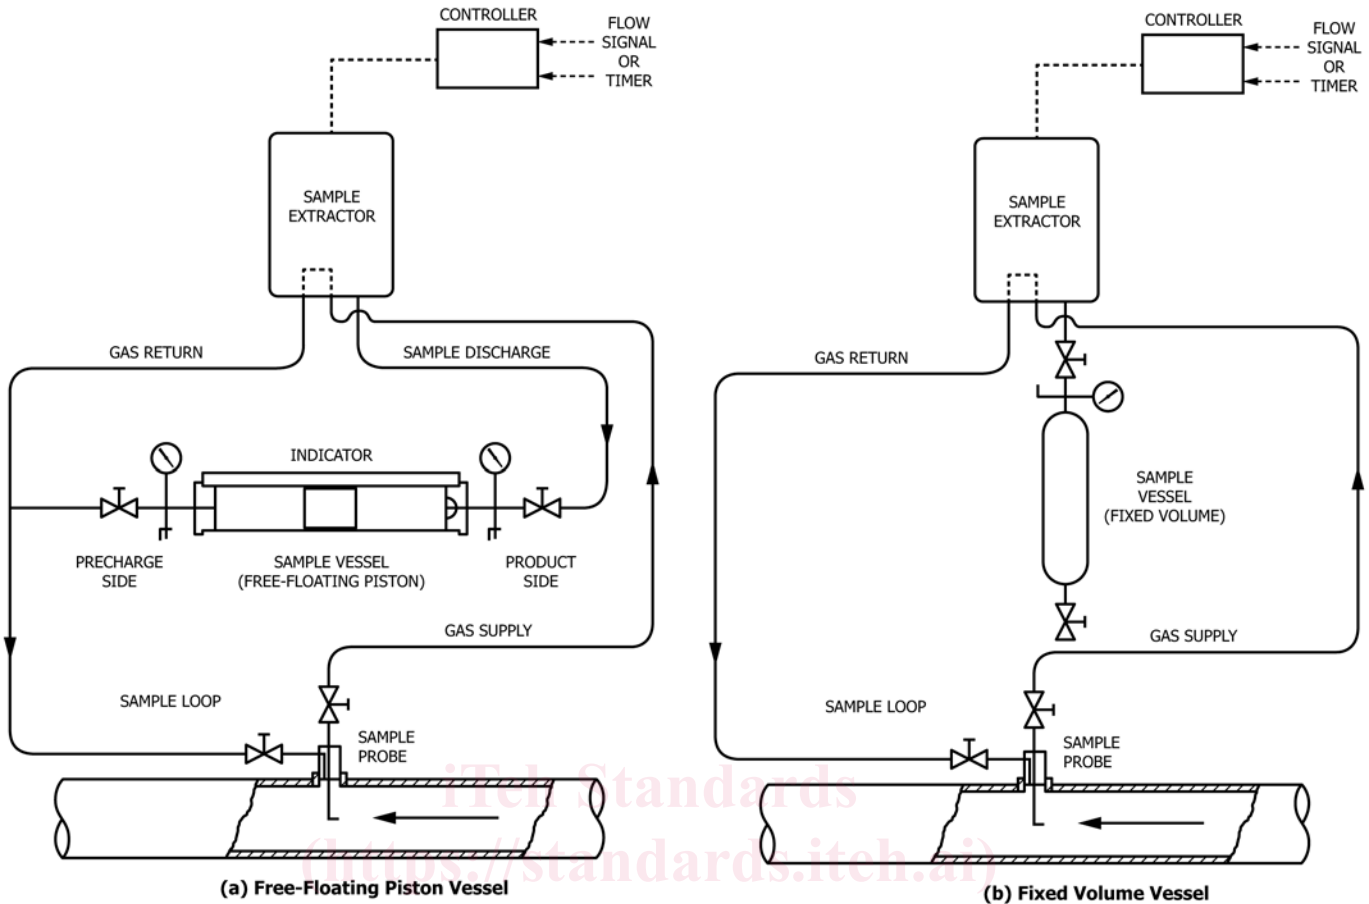 CONTROLLER
FLOW
SIGNAL
OR
TIMER
SAMPLE
EXTRACTOR
GAS RETURN
SAMPLE DISCHARGE
INDICATOR
PRECHARGE
SIDE
SAMPLE VESSEL
(FREE-FLOATING PISTON)
PRODUCT
SIDE
GAS SUPPLY
SAMPLE LOOP
SAMPLE
PROBE
(a) Free-Floating Piston Vessel
CONTROLLER
FLOW
SIGNAL
OR
TIMER
SAMPLE
EXTRACTOR
GAS RETURN
SAMPLE
VESSEL
(FIXED VOLUME)
GAS SUPPLY
SAMPLE LOOP
SAMPLE
PROBE
(b) Fixed Volume Vessel
iTeh Standards
(https://standards.iteh.ai)